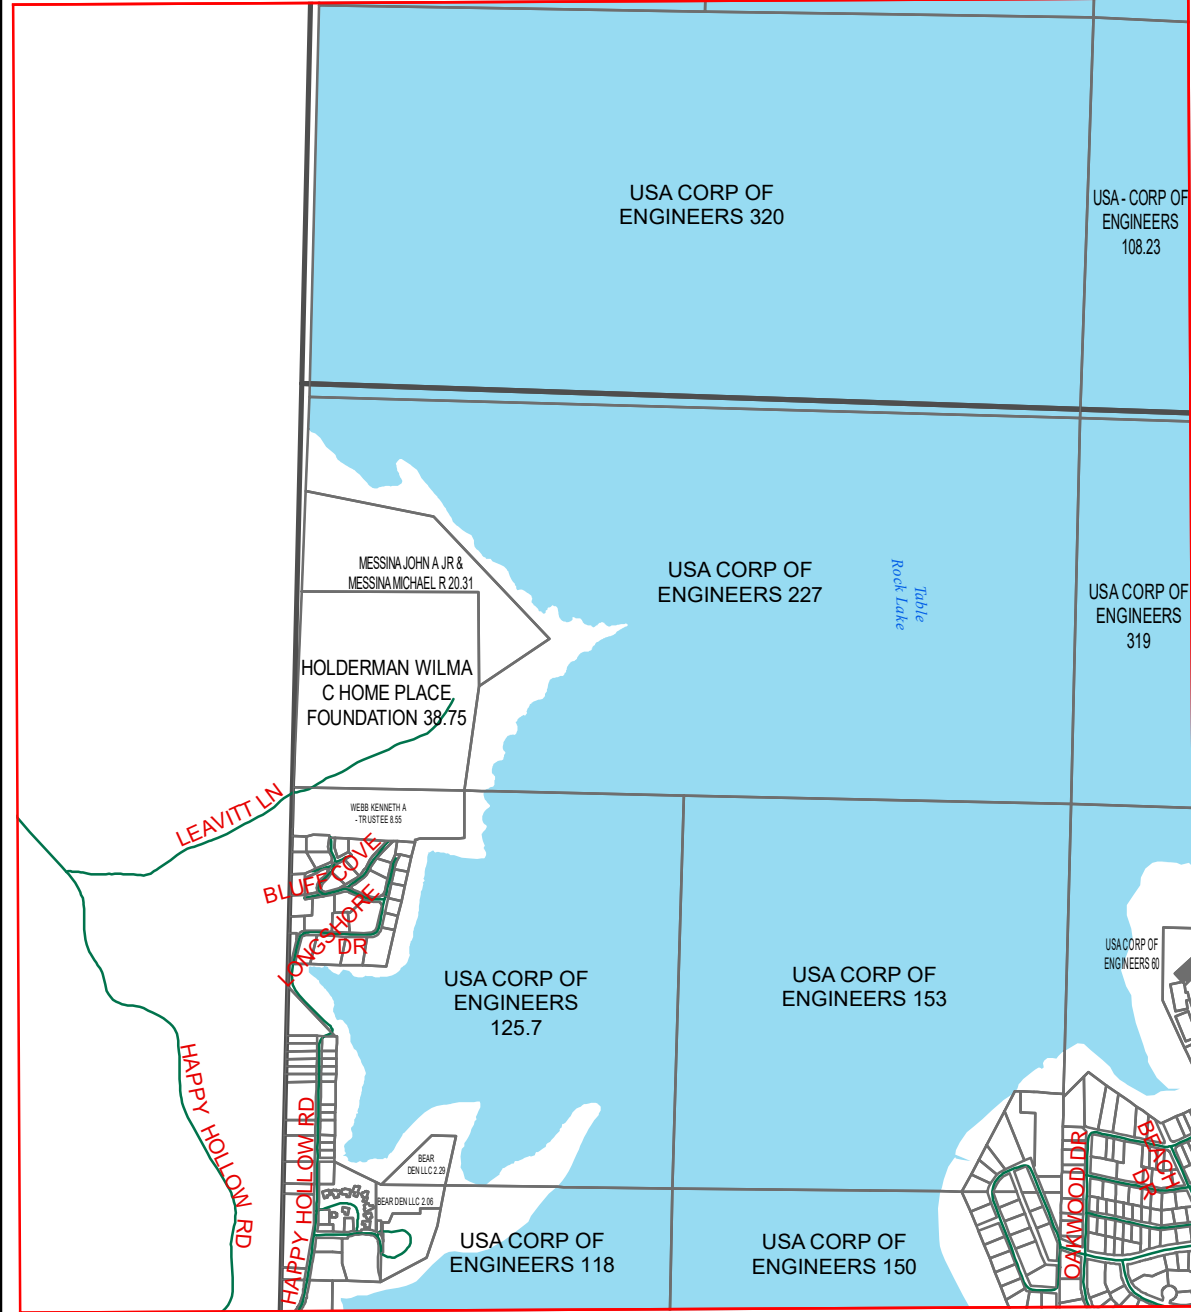 USA CORP OF
ENGINEERS 320
USA - CORP OF
ENGINEERS
108.23
MESSINA JOHN A JR &
MESSINA MICHAEL R 20.31
USA CORP OF
ENGINEERS 227
Table
Rock Lake
USA CORP OF
ENGINEERS
319
HOLDERMAN WILMA
C HOME PLACE
FOUNDATION 38.75
LEAVITT LN
WEBB KENNETH A
- TRUSTEE 8.55
BLUFF COVE
LONGSHORE
DR
USA CORP OF
ENGINEERS
125.7
USA CORP OF
ENGINEERS 153
USA CORP OF
ENGINEERS 60
HAPPY HOLLOW RD
HAPPY HOLLOW RD
BEAR
DEN LLC 2.29
BEAR DEN LLC 2.06
OAKWOOD DR
BEACH
DR
USA CORP OF
ENGINEERS 118
USA CORP OF
ENGINEERS 150